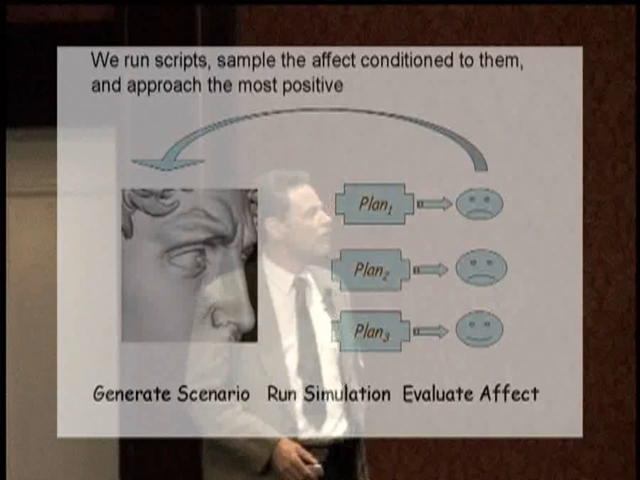 We run scripts, sample the affect conditioned to them,
and approach the most positive
Plan1
Plan2
Plan3
Generate Scenario Run Simulation Evaluate Affect